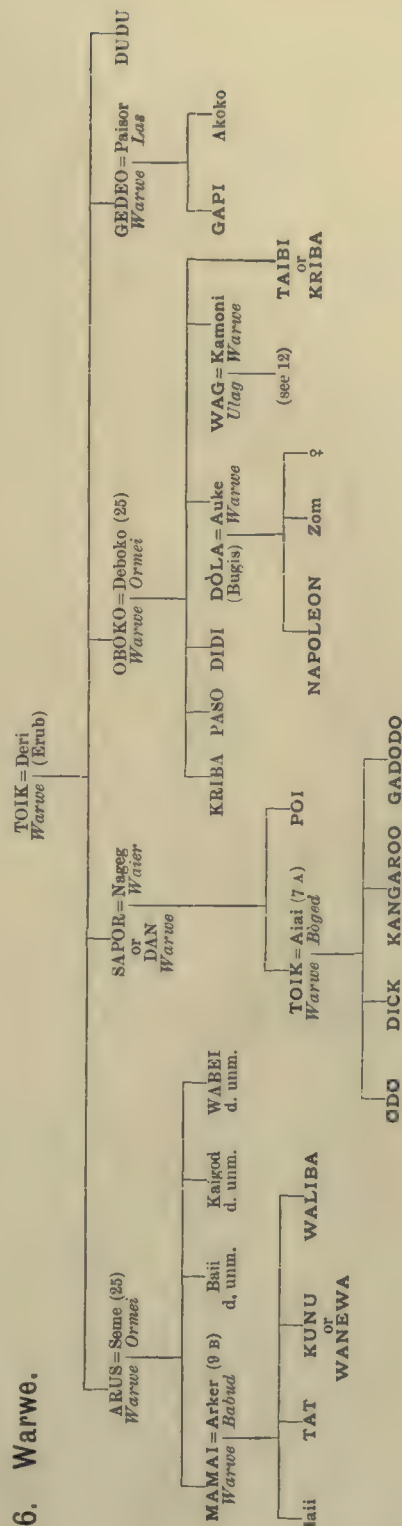 6. Warwe.
TOIK=Deri
Warwe (Erub)
ARUS=Seme (25) SAPOR=Nageg OBOKO=Deboko (25) GEDEO=Paisor DUDU
Warwe Ormei or Waier Warwe Ormei Warwe Las
DAN
Warwe
MAMAI=Arker (9 B) Baii Kaigod WABEI
Warwe Babud d. unm. d. unm. d. unm.
TAT KUNU WALIBA
or
WANEWA
TOIK=Aiai (7 A) POI
Warwe Bòged
ODO DICK KANGAROO GADODO
KRIBA PASO DIDI DÒLA=Auke WAG=Kamoni TAIBI
(Bugis) Warwe Ulag Warwe or
KRIBA
(see 12)
NAPOLEON Zom ♀
GAPI Akoko